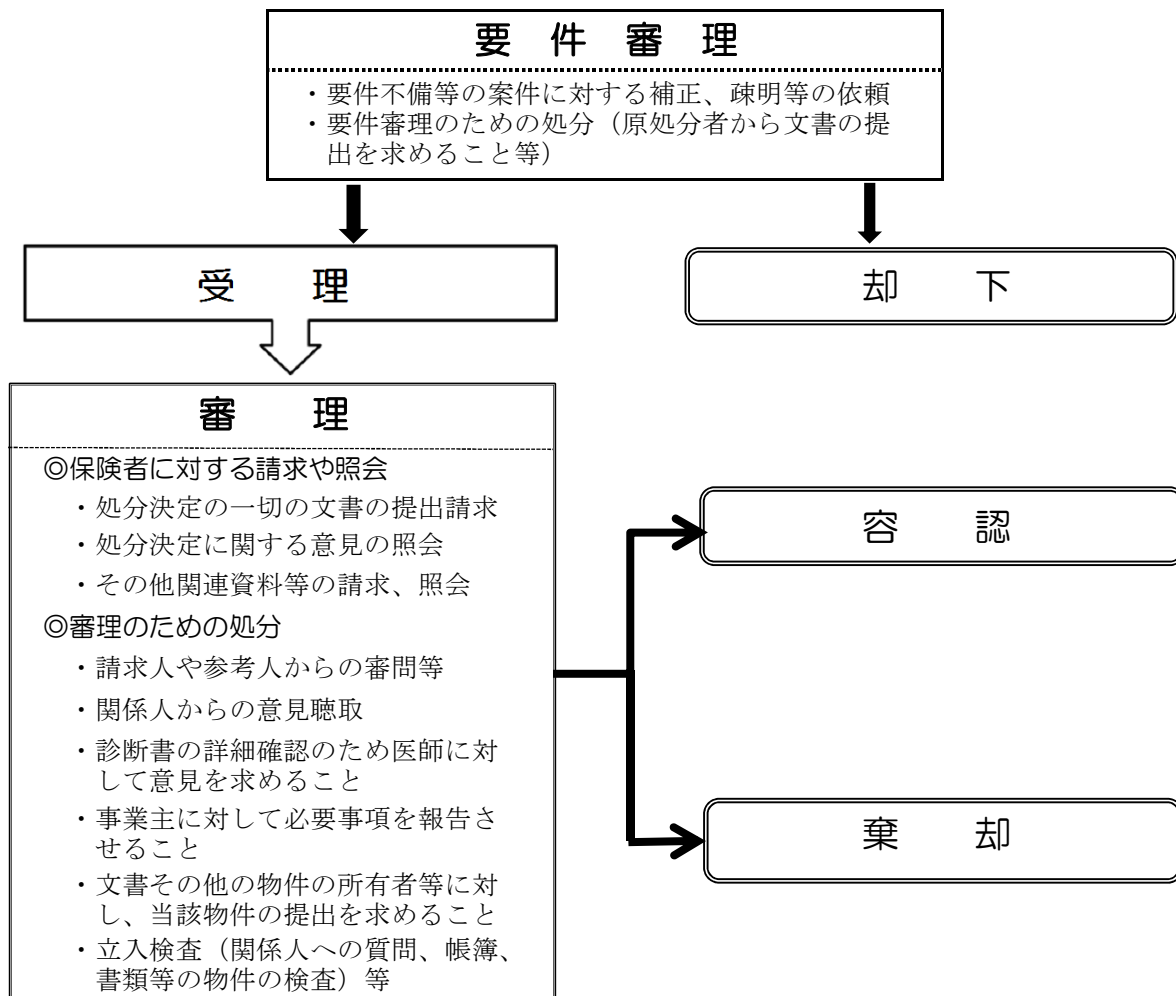 要件審理
・要件不備等の案件に対する補正、疎明等の依頼
・要件審理のための処分（原処分者から文書の提
出を求めること等）
受理
却下
審理
◎保険者に対する請求や照会
・処分決定の一切の文書の提出請求
・処分決定に関する意見の照会
・その他関連資料等の請求、照会
◎審理のための処分
・請求人や参考人からの審問等
・関係人からの意見聴取
・診断書の詳細確認のため医師に対
して意見を求めること
・事業主に対して必要事項を報告さ
せること
・文書その他の物件の所有者等に対
し、当該物件の提出を求めること
・立入検査（関係人への質問、帳簿、
書類等の物件の検査）等
容認
棄却